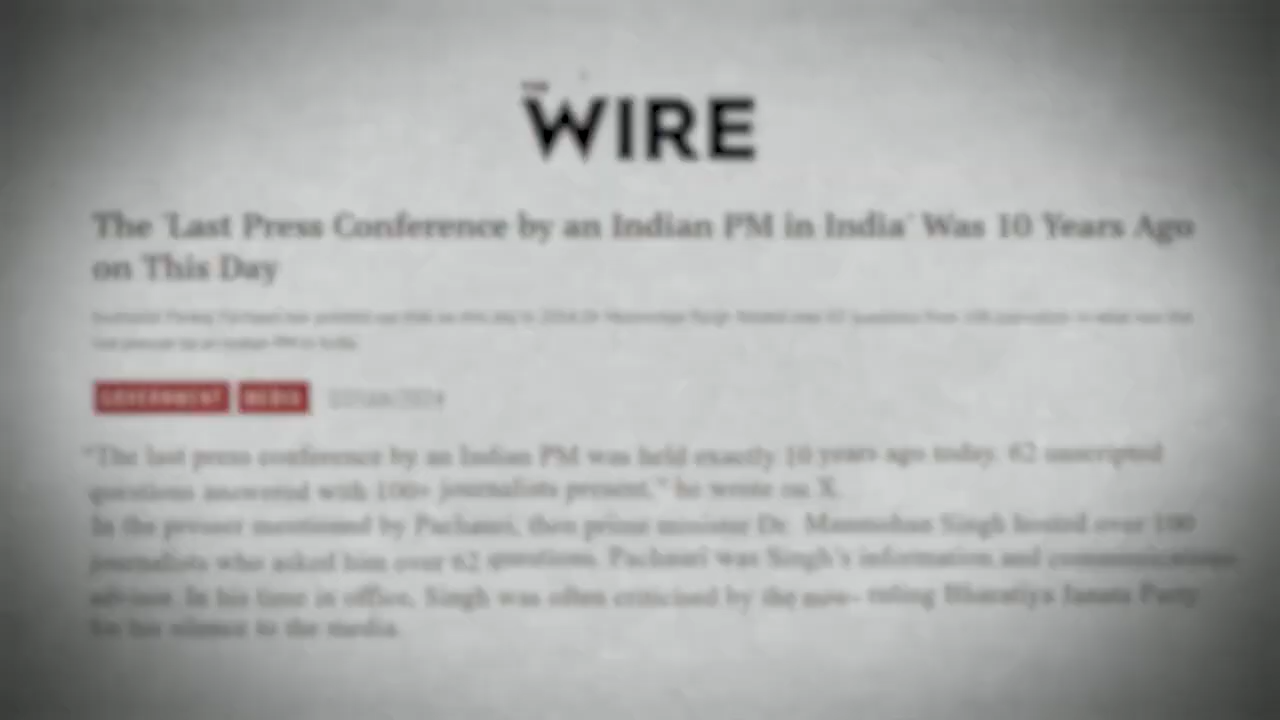 THE
WIRE
The 'Last Press Conference by an Indian PM in India' Was 10 Years Ago
on This Day
GOVERNMENT MEDIA
"The last press conference by an Indian PM was held exactly 10 years ago today. 62 unscripted
questions answered with 100+ journalists present," he wrote on X.
In the presser mentioned by Pachauri, then prime minister Dr. Manmohan Singh hosted over 100
journalists who asked him over 62 questions. Pachauri was Singh's information and communications
advisor. In his time in office, Singh was often criticised by the now- ruling Bharatiya Janata Party
for his silence to the media.